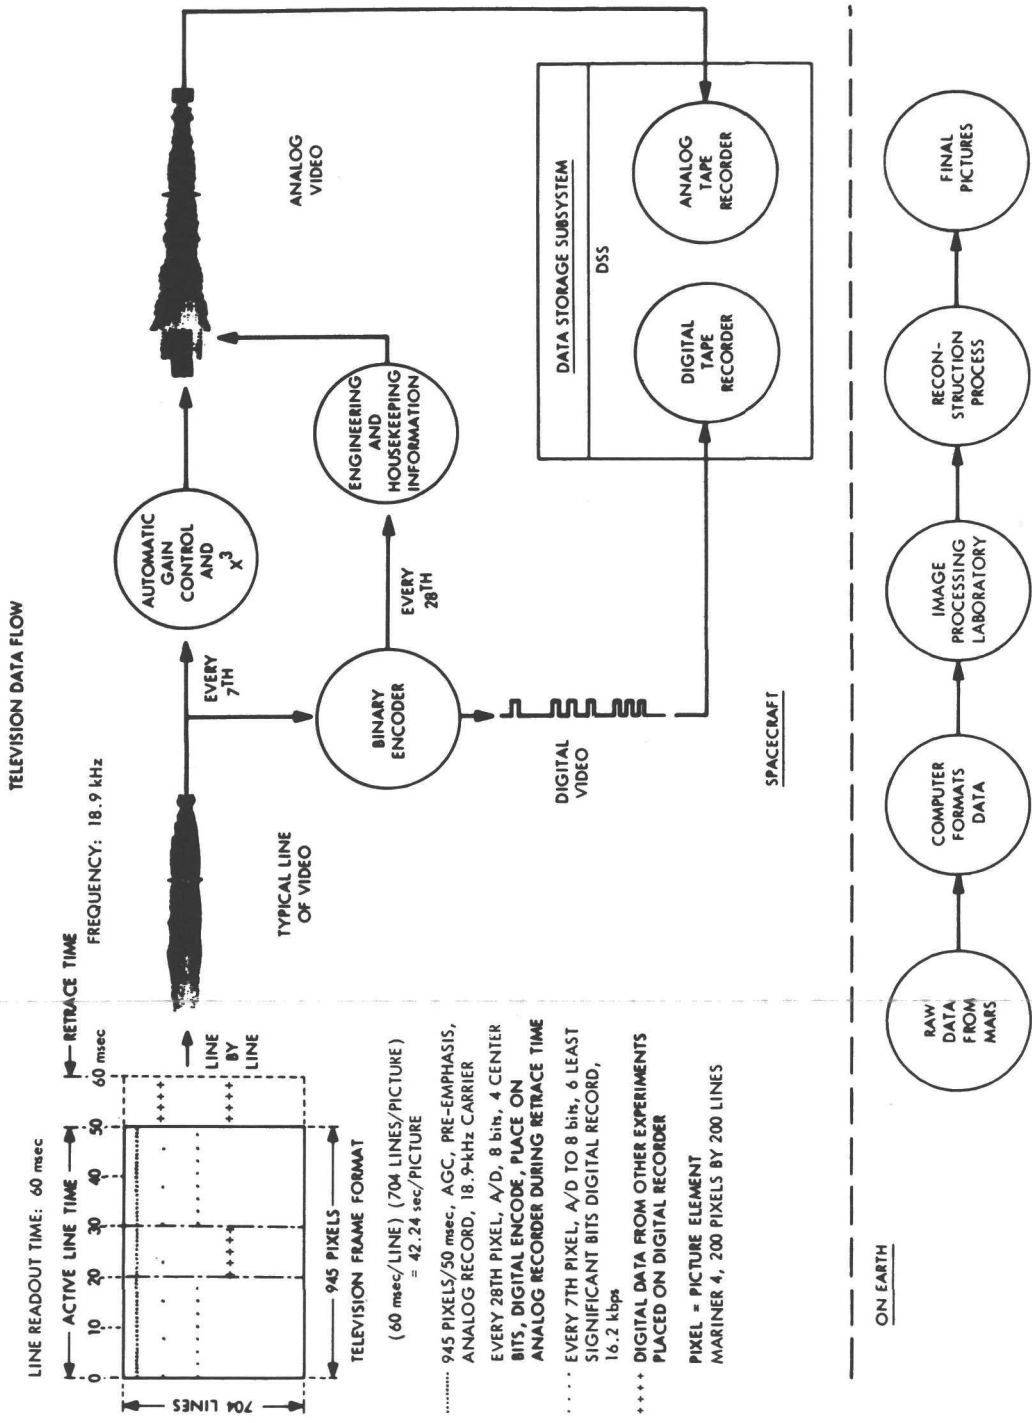 TELEVISION DATA FLOW
LINE READOUT TIME: 60 msec
ACTIVE LINE TIME
RETRACE TIME
0 10 20 30 40 50 60 msec
704 LINES
945 PIXELS
TELEVISION FRAME FORMAT
LINE
BY
LINE
FREQUENCY: 18.9 kHz
TYPICAL LINE
OF VIDEO
EVERY
7TH
AUTOMATIC
GAIN
CONTROL
AND
X3
ANALOG
VIDEO
BINARY
ENCODER
EVERY
28TH
ENGINEERING
AND
HOUSEKEEPING
INFORMATION
DIGITAL
VIDEO
DATA STORAGE SUBSYSTEM
DSS
DIGITAL
TAPE
RECORDER
ANALOG
TAPE
RECORDER
SPACECRAFT
(60 msec/LINE) (704 LINES/PICTURE)
= 42.24 sec/PICTURE
········ 945 PIXELS/50 msec, AGC, PRE-EMPHASIS,
ANALOG RECORD, 18.9-kHz CARRIER
EVERY 28TH PIXEL, A/D, 8 bits, 4 CENTER
BITS, DIGITAL ENCODE, PLACE ON
ANALOG RECORDER DURING RETRACE TIME
· · · · EVERY 7TH PIXEL, A/D TO 8 bits, 6 LEAST
SIGNIFICANT BITS DIGITAL RECORD,
16.2 kbps
++++ DIGITAL DATA FROM OTHER EXPERIMENTS
PLACED ON DIGITAL RECORDER
PIXEL = PICTURE ELEMENT
MARINER 4, 200 PIXELS BY 200 LINES
ON EARTH
RAW
DATA
FROM
MARS
COMPUTER
FORMATS
DATA
IMAGE
PROCESSING
LABORATORY
RECON-
STRUCTION
PROCESS
FINAL
PICTURES